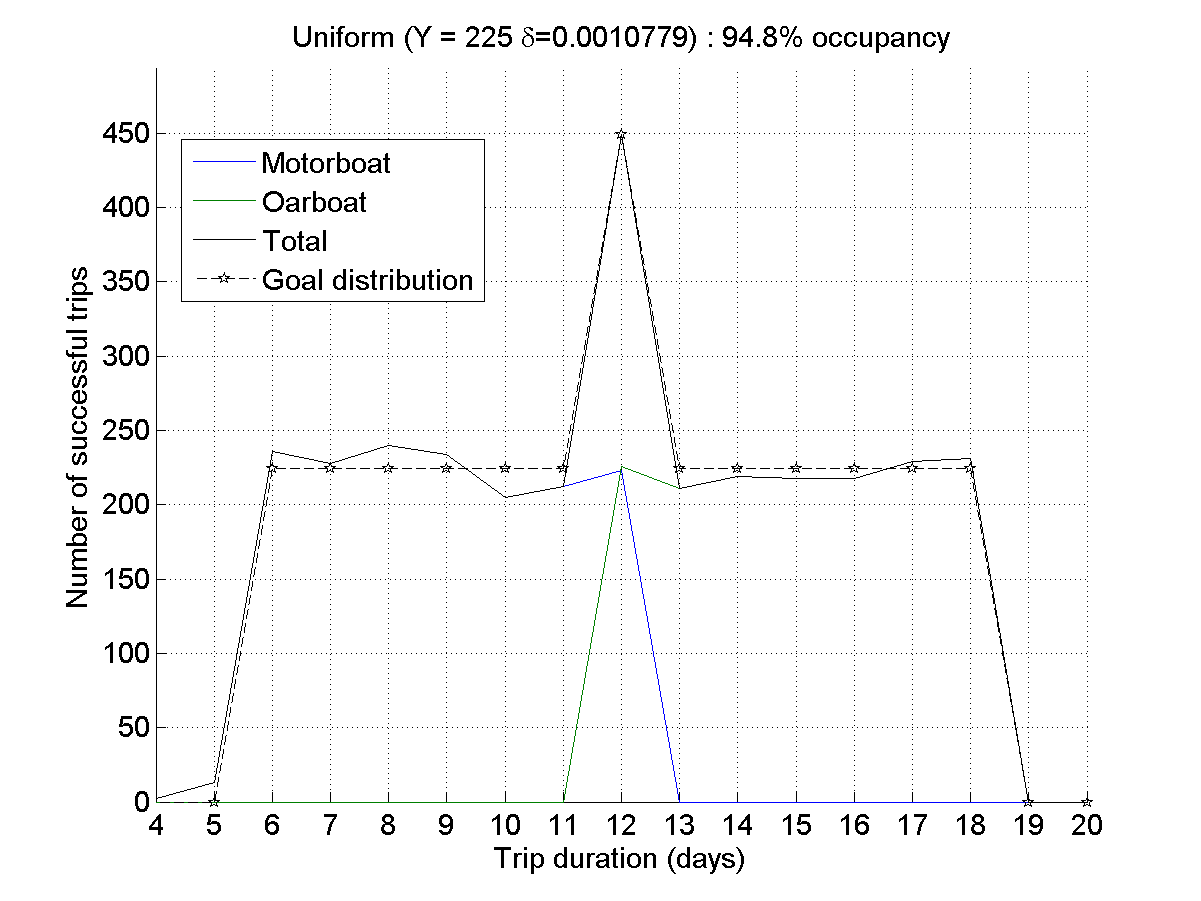 Uniform (Y = 225 δ=0.0010779) : 94.8% occupancy
450
400
350
300
250
200
150
100
50
0
Number of successful trips
Motorboat
Oarboat
Total
Goal distribution
4 5 6 7 8 9 10 11 12 13 14 15 16 17 18 19 20
Trip duration (days)